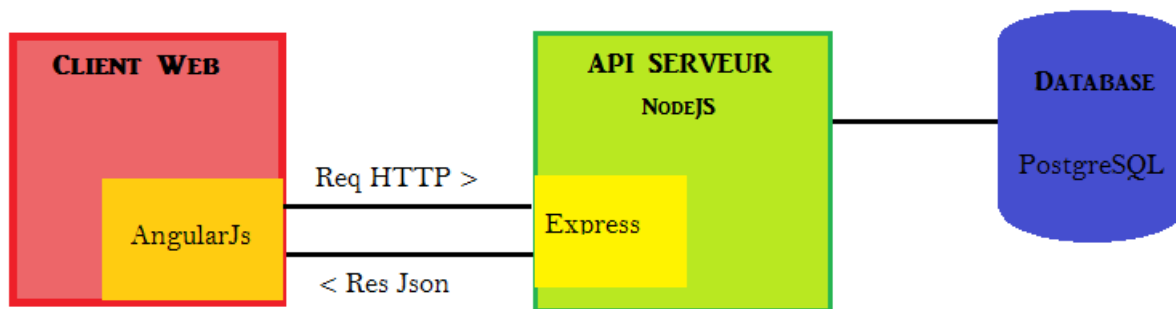 CLIENT WEB
AngularJs
Req HTTP >
< Res Json
API SERVEUR
NODEJS
Express
DATABASE
PostgreSQL